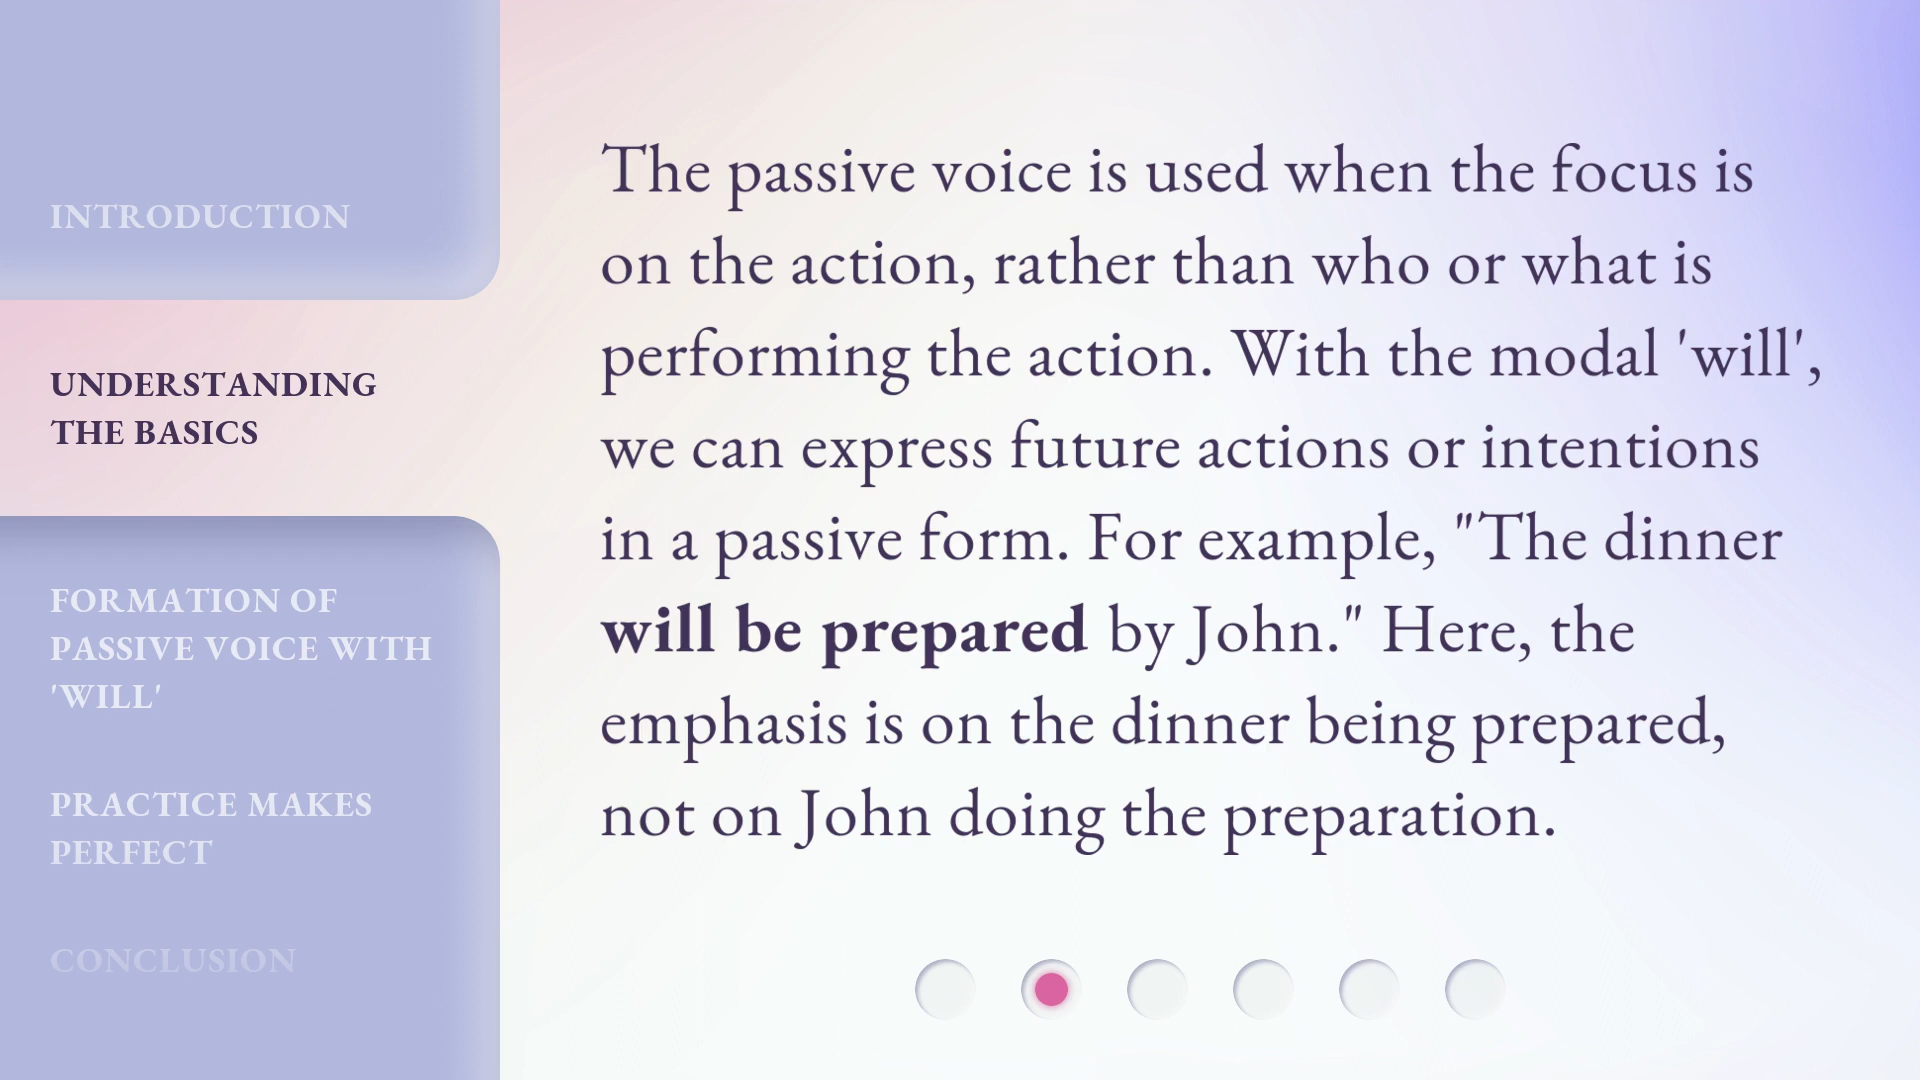 INTRODUCTION
UNDERSTANDING
THE BASICS
FORMATION OF
PASSIVE VOICE WITH
'WILL'
PRACTICE MAKES
PERFECT
CONCLUSION
The passive voice is used when the focus is
on the action, rather than who or what is
performing the action. With the modal 'will',
we can express future actions or intentions
in a passive form. For example, "The dinner
will be prepared by John." Here, the
emphasis is on the dinner being prepared,
not on John doing the preparation.